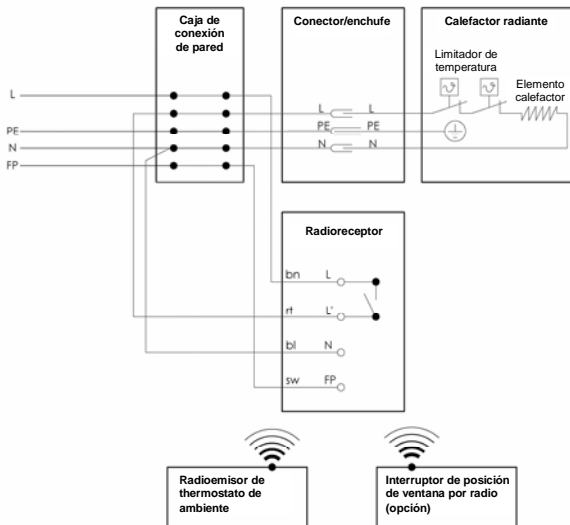 Caja de
conexión
de pared
Conector/enchufe
Calefactor radiante
Limitador de
temperatura
Elemento
calefactor
L
PE
N
FP
L L
PE PE
N N
Radioreceptor
bn L
rt L'
bl N
sw FP
Radioemisor de
thermostato de
ambiente
Interruptor de posición
de ventana por radio
(opción)